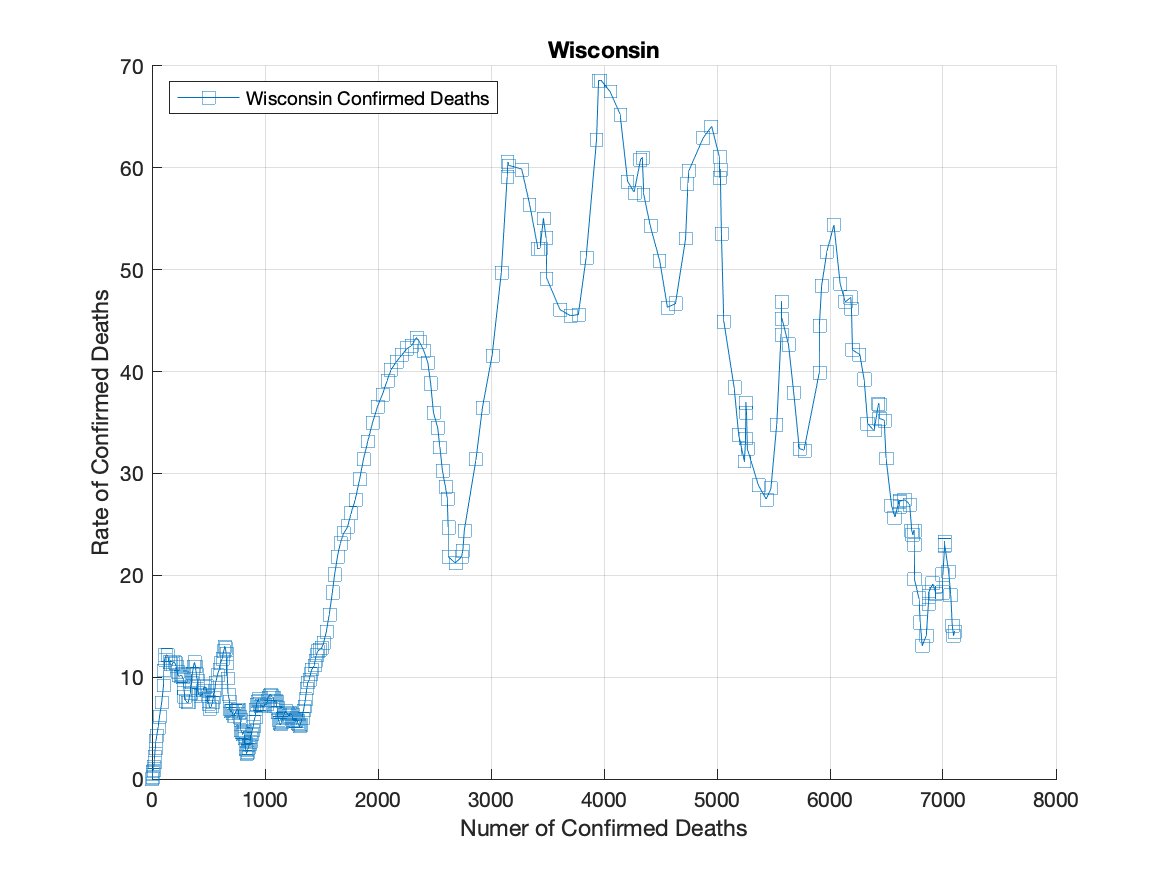 Wisconsin
Wisconsin Confirmed Deaths
70
60
50
40
30
20
10
0
Rate of Confirmed Deaths
0 1000 2000 3000 4000 5000 6000 7000 8000
Numer of Confirmed Deaths